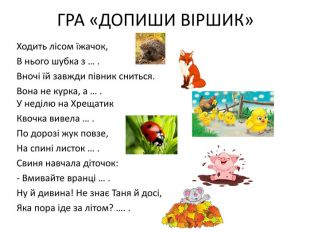 ГРА «ДОПИШИ ВІРШИК»
Ходить лісом їжачок,
В нього шубка з ... .
Вночі їй завжди півник сниться.
Вона не курка, а ... .
У неділю на Хрещатик
Квочка вивела ... .
По дорозі жук повзе,
На спині листок ... .
Свиня навчала діточок:
- Вмивайте вранці ... .
Ну й дивина! Не знає Таня й досі,
Яка пора іде за літом? .... .